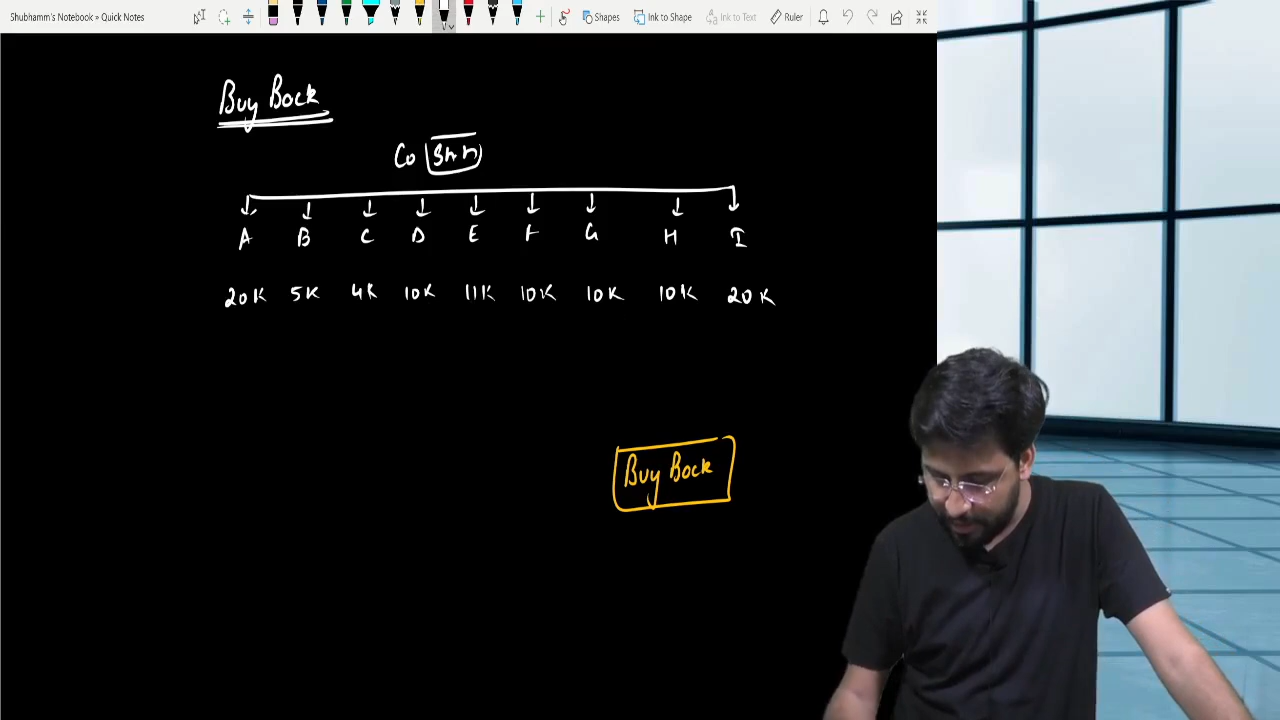 Shubhamm's Notebook » Quick Notes
Shapes
Ink to Shape
Ink to Text
Ruler
Buy Back
Co
A B C D E F G H I
20K 5K 4K 10K 11K 10K 10K 10K 20K
Buy Back